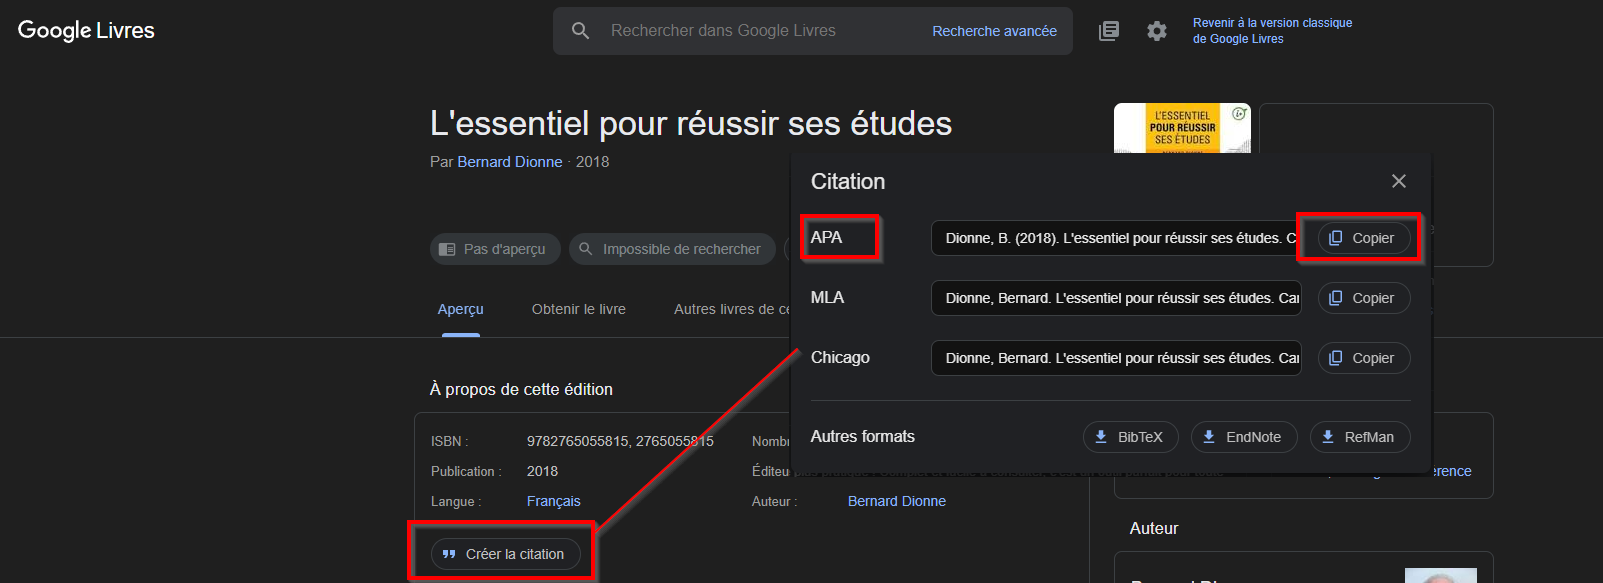 Google Livres
Rechercher dans Google Livres
Recherche avancée
Revenir à la version classique
de Google Livres
L'essentiel pour réussir ses études
Par Bernard Dionne · 2018
L'ESSENTIEL
POUR RÉUSSIR
SES ÉTUDES
Pas d'aperçu
Impossible de rechercher
Aperçu
Obtenir le livre
Autres livres de ce
Citation
APA
Dionne, B. (2018). L'essentiel pour réussir ses études. C
Copier
MLA
Dionne, Bernard. L'essentiel pour réussir ses études. Ca
Copier
Chicago
Dionne, Bernard. L'essentiel pour réussir ses études. Ca
Copier
Autres formats
BibTeX
EndNote
RefMan
À propos de cette édition
ISBN :
9782765055815, 2765055815
Nombr
Publication :
2018
Éditeu
Langue :
Français
Auteur :
Bernard Dionne
Créer la citation
Auteur